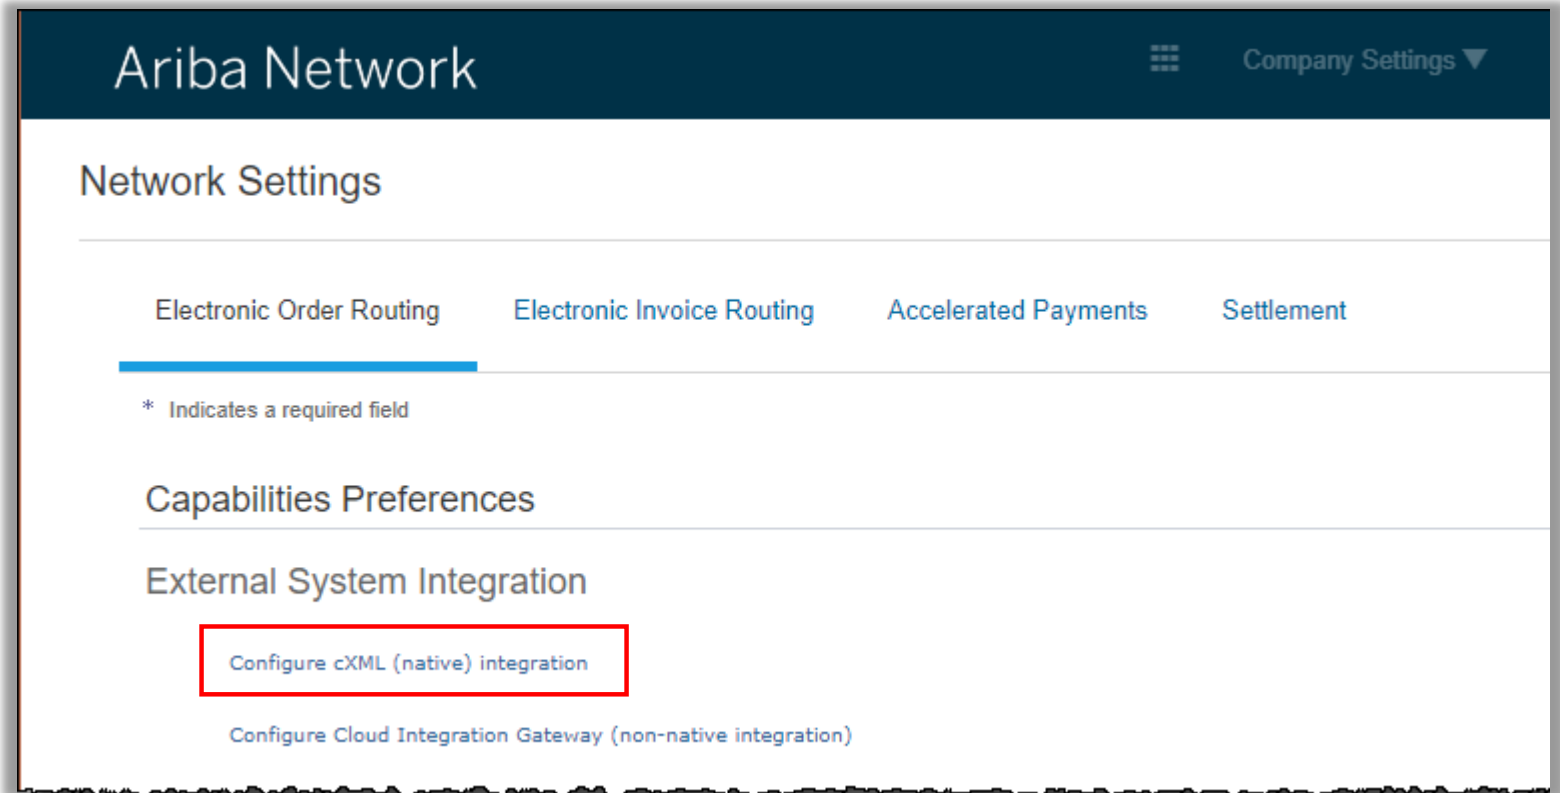 Ariba Network
Company Settings ▼
Network Settings
Electronic Order Routing
Electronic Invoice Routing
Accelerated Payments
Settlement
* Indicates a required field
Capabilities Preferences
External System Integration
Configure cXML (native) integration
Configure Cloud Integration Gateway (non-native integration)